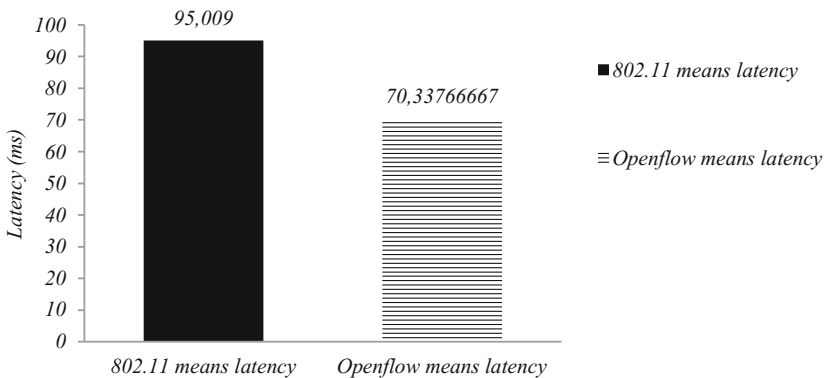 95,009
70,33766667
Latency (ms)
100
90
80
70
60
50
40
30
20
10
0
802.11 means latency
Openflow means latency
802.11 means latency
Openflow means latency